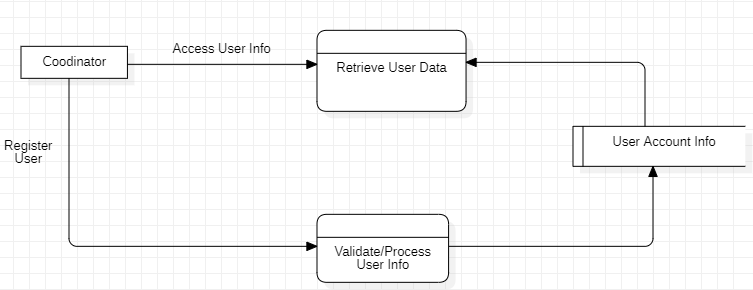 Access User Info
Coodinator
Retrieve User Data
User Account Info
Register
User
Validate/Process
User Info